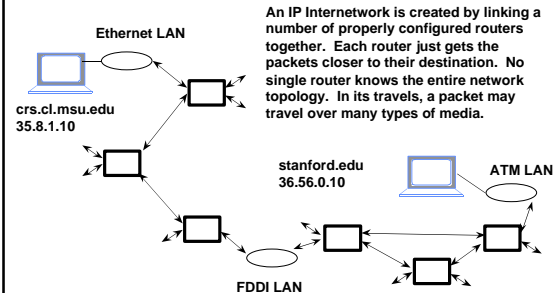 An IP Internetwork is created by linking a
number of properly configured routers
together.  Each router just gets the
packets closer to their destination.  No
single router knows the entire network
topology.  In its travels, a packet may
travel over many types of media.
Ethernet LAN
crs.cl.msu.edu
35.8.1.10
stanford.edu
36.56.0.10
ATM LAN
FDDI LAN